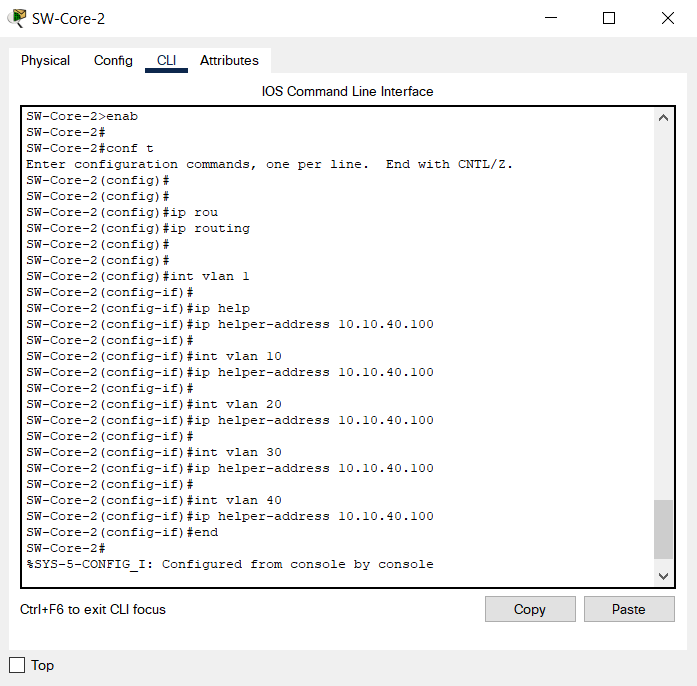 SW-Core-2
Physical Config CLI Attributes
IOS Command Line Interface
SW-Core-2>enab
SW-Core-2#
SW-Core-2#conf t
Enter configuration commands, one per line.  End with CNTL/Z.
SW-Core-2(config)#
SW-Core-2(config)#
SW-Core-2(config)#ip rou
SW-Core-2(config)#ip routing
SW-Core-2(config)#
SW-Core-2(config)#
SW-Core-2(config)#int vlan 1
SW-Core-2(config-if)#
SW-Core-2(config-if)#ip help
SW-Core-2(config-if)#ip helper-address 10.10.40.100
SW-Core-2(config-if)#
SW-Core-2(config-if)#int vlan 10
SW-Core-2(config-if)#ip helper-address 10.10.40.100
SW-Core-2(config-if)#
SW-Core-2(config-if)#int vlan 20
SW-Core-2(config-if)#ip helper-address 10.10.40.100
SW-Core-2(config-if)#
SW-Core-2(config-if)#int vlan 30
SW-Core-2(config-if)#ip helper-address 10.10.40.100
SW-Core-2(config-if)#
SW-Core-2(config-if)#int vlan 40
SW-Core-2(config-if)#ip helper-address 10.10.40.100
SW-Core-2(config-if)#end
SW-Core-2#
%SYS-5-CONFIG_I: Configured from console by console
Ctrl+F6 to exit CLI focus
Copy Paste
Top